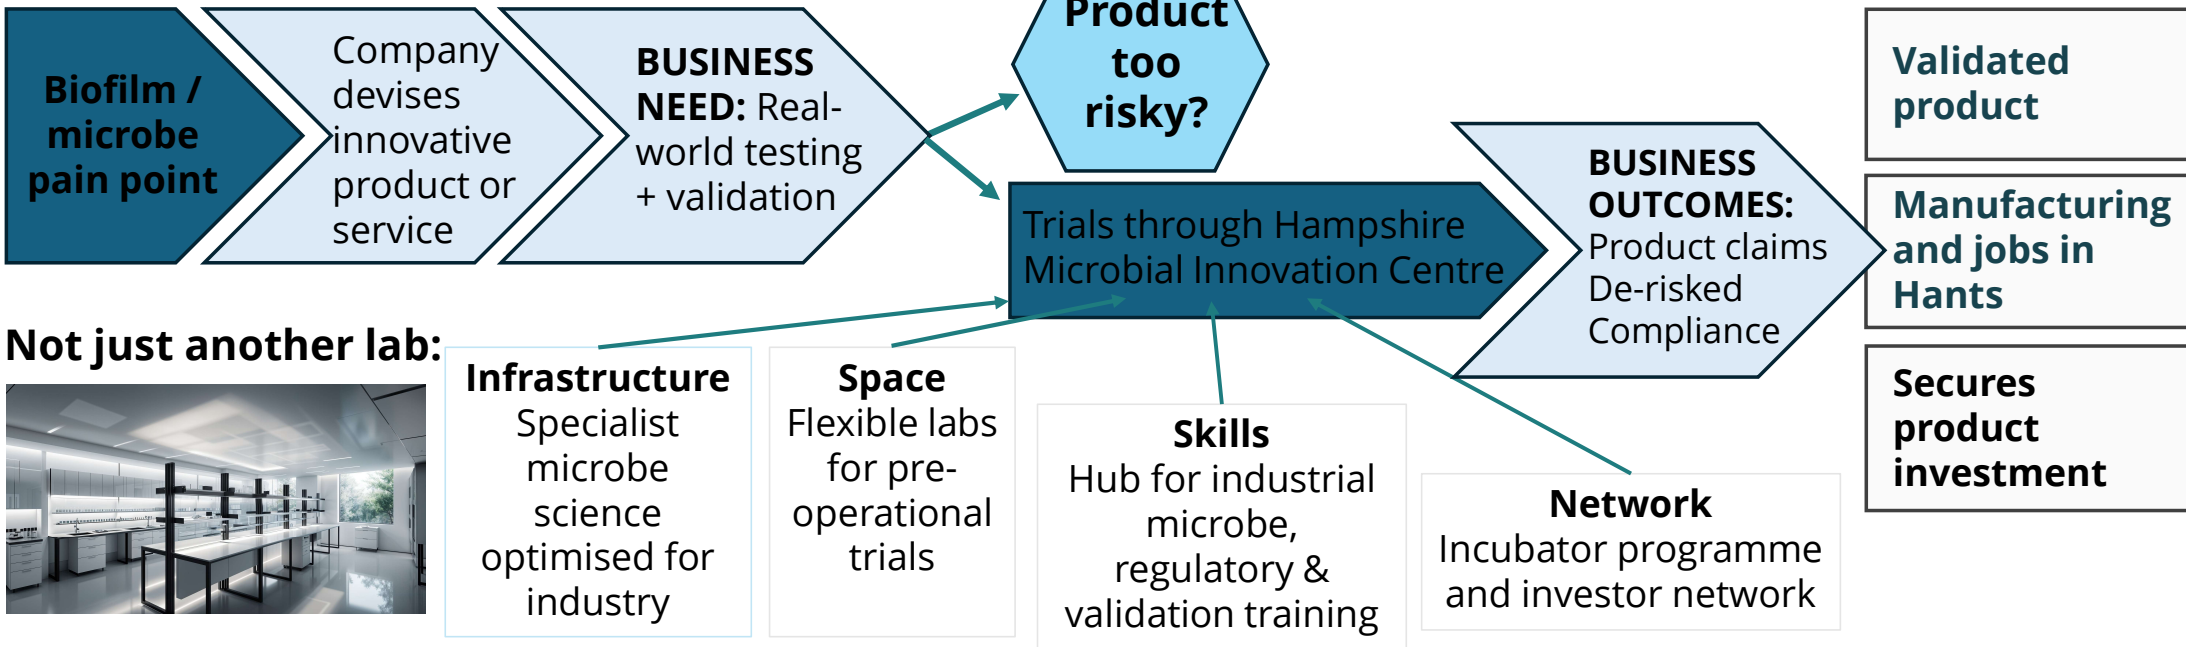 Biofilm /
microbe
pain point
Company
devises
innovative
product or
service
BUSINESS
NEED: Real-
world testing
+ validation
Product
too
risky?
Trials through Hampshire
Microbial Innovation Centre
BUSINESS
OUTCOMES:
Product claims
De-risked
Compliance
Validated
product
Manufacturing
and jobs in
Hants
Secures
product
investment
Not just another lab:
Infrastructure
Specialist
microbe
science
optimised for
industry
Space
Flexible labs
for pre-
operational
trials
Skills
Hub for industrial
microbe,
regulatory &
validation training
Network
Incubator programme
and investor network